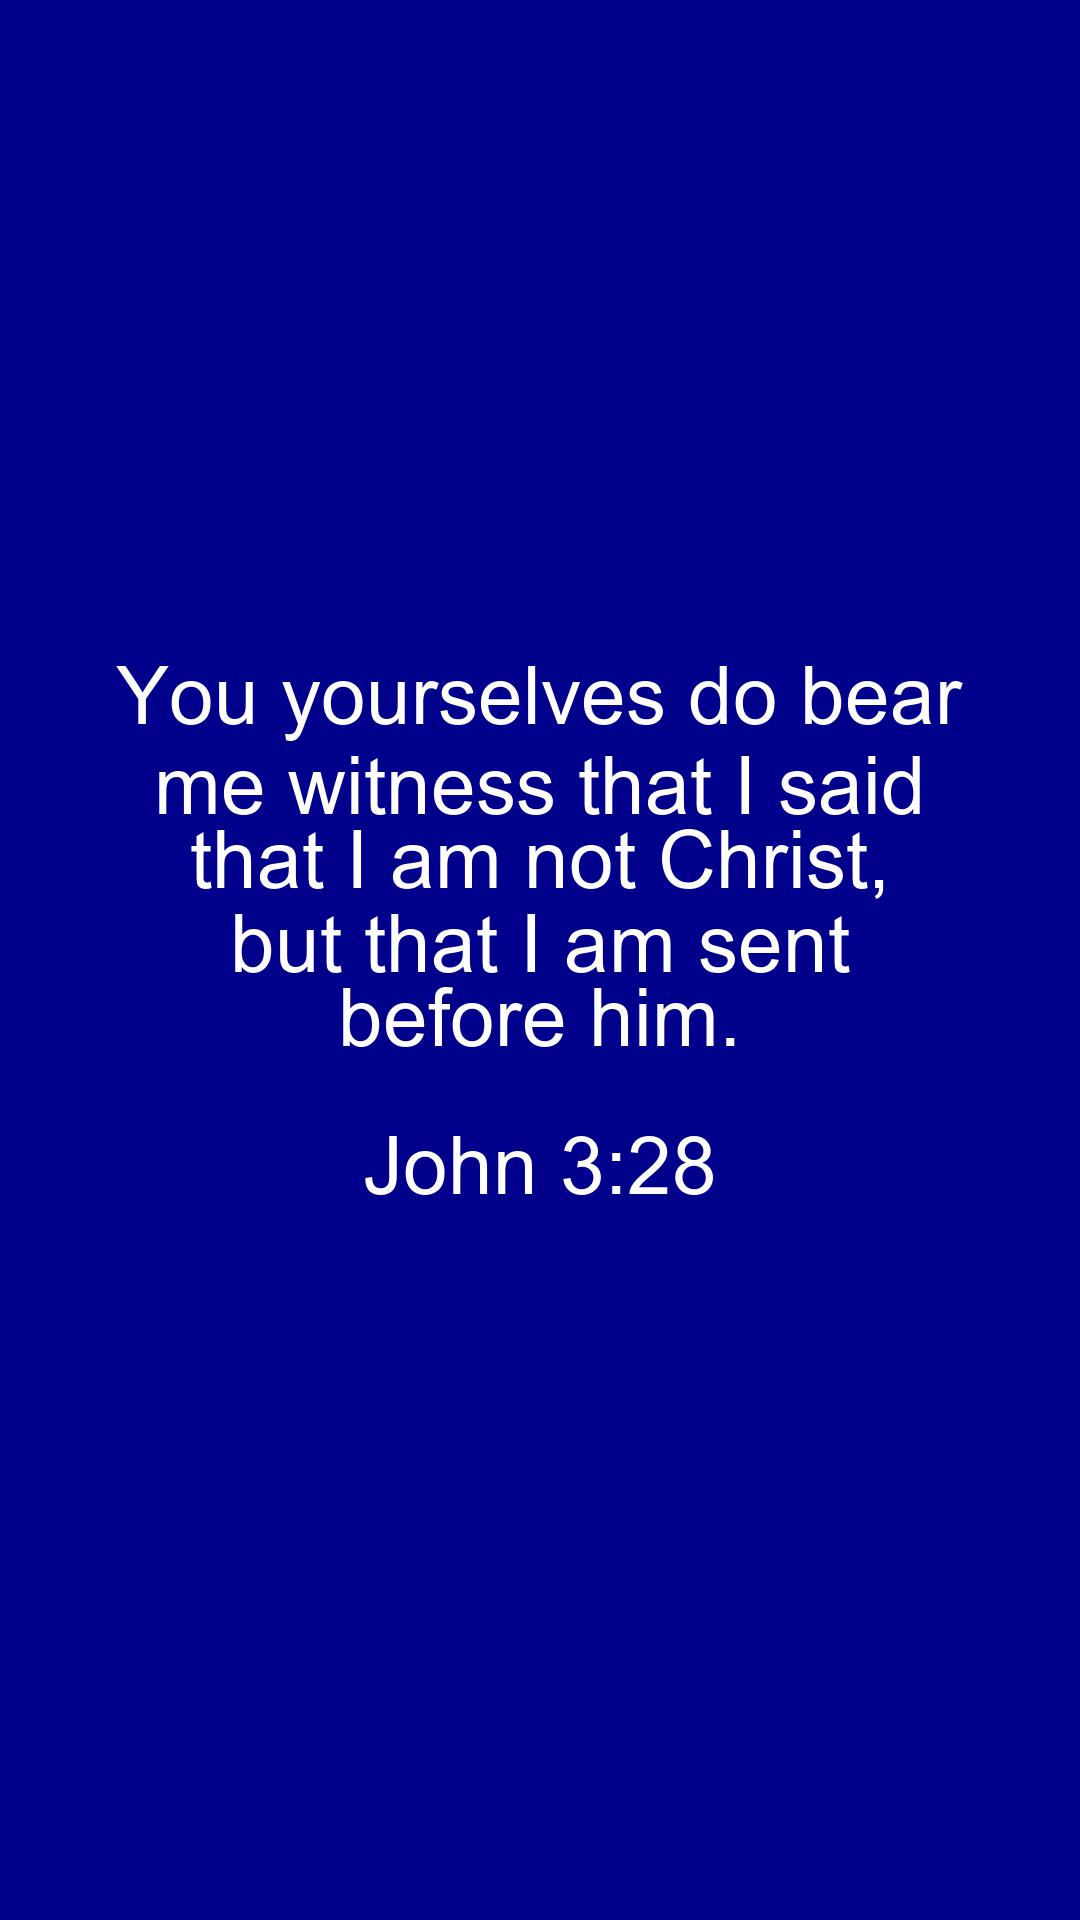 You yourselves do bear
me witness that I said
that I am not Christ,
but that I am sent
before him.
John 3:28